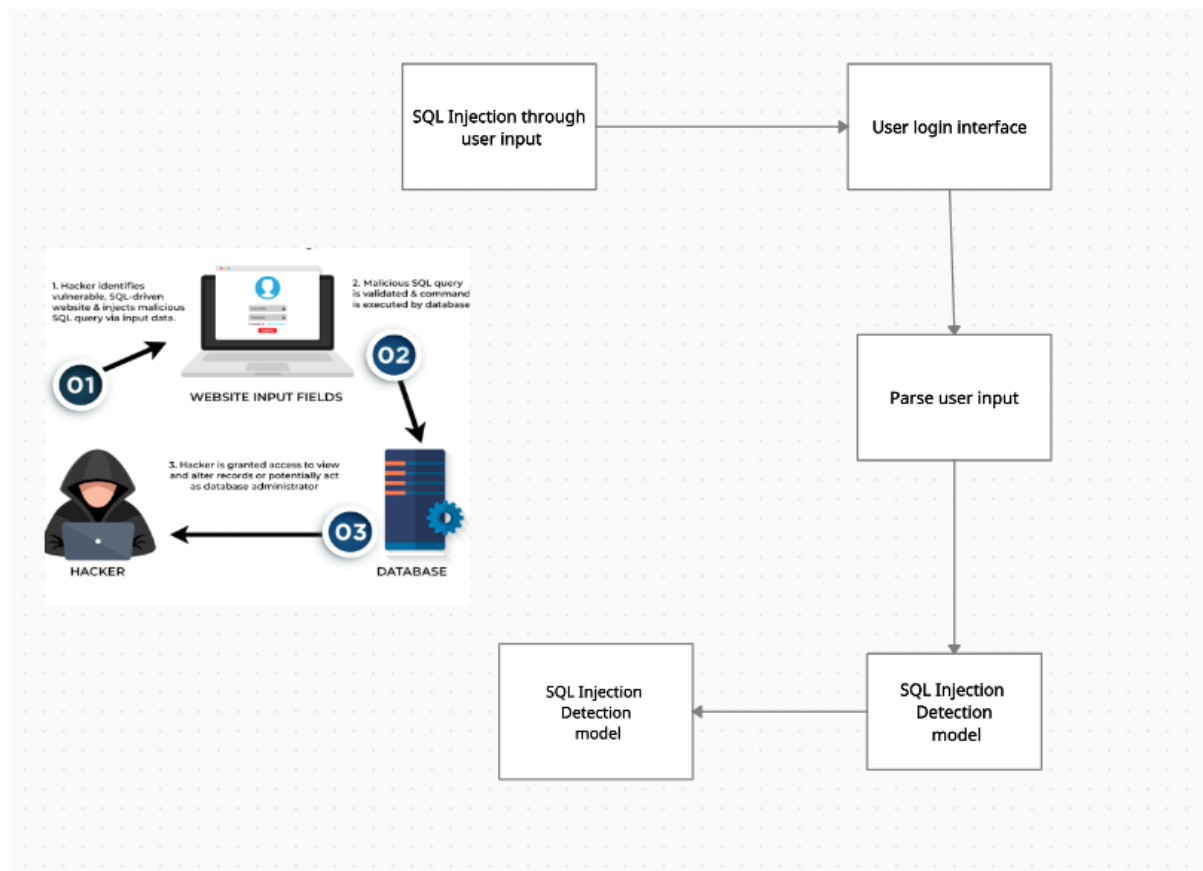 SQL Injection through
user input
User login interface
1. Hacker identifies
vulnerable, SQL-driven
website & injects malicious
SQL query via input data.
2. Malicious SQL query
is validated & command
is executed by database
01
02
WEBSITE INPUT FIELDS
Parse user input
3. Hacker is granted access to view
and alter records or potentially act
as database administrator
03
HACKER
DATABASE
SQL Injection
Detection
model
SQL Injection
Detection
model